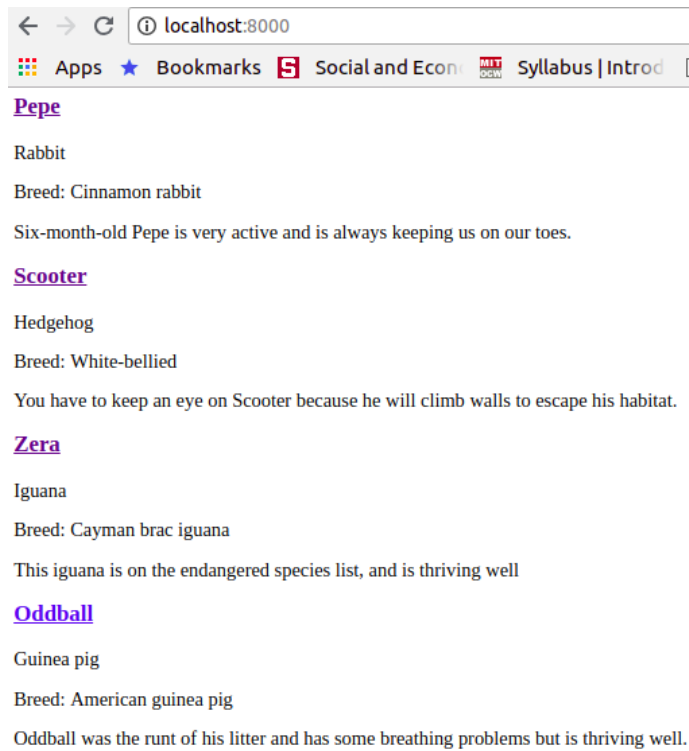 localhost:8000
Apps Bookmarks S Social and Econ MIT OCW Syllabus | Introd
Pepe
Rabbit
Breed: Cinnamon rabbit
Six-month-old Pepe is very active and is always keeping us on our toes.
Scooter
Hedgehog
Breed: White-bellied
You have to keep an eye on Scooter because he will climb walls to escape his habitat.
Zera
Iguana
Breed: Cayman brac iguana
This iguana is on the endangered species list, and is thriving well
Oddball
Guinea pig
Breed: American guinea pig
Oddball was the runt of his litter and has some breathing problems but is thriving well.